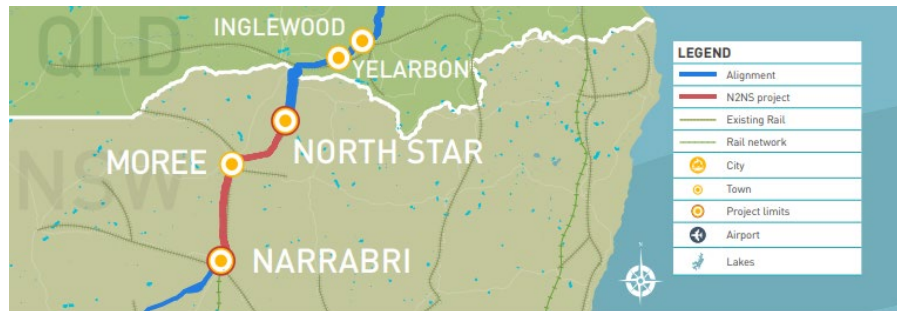 QLD
INGLEWOOD
YELARBON
NORTH STAR
MOREE
NSW
NARRABRI
LEGEND
Alignment
N2NS project
Existing Rail
Rail network
City
Town
Project limits
Airport
Lakes